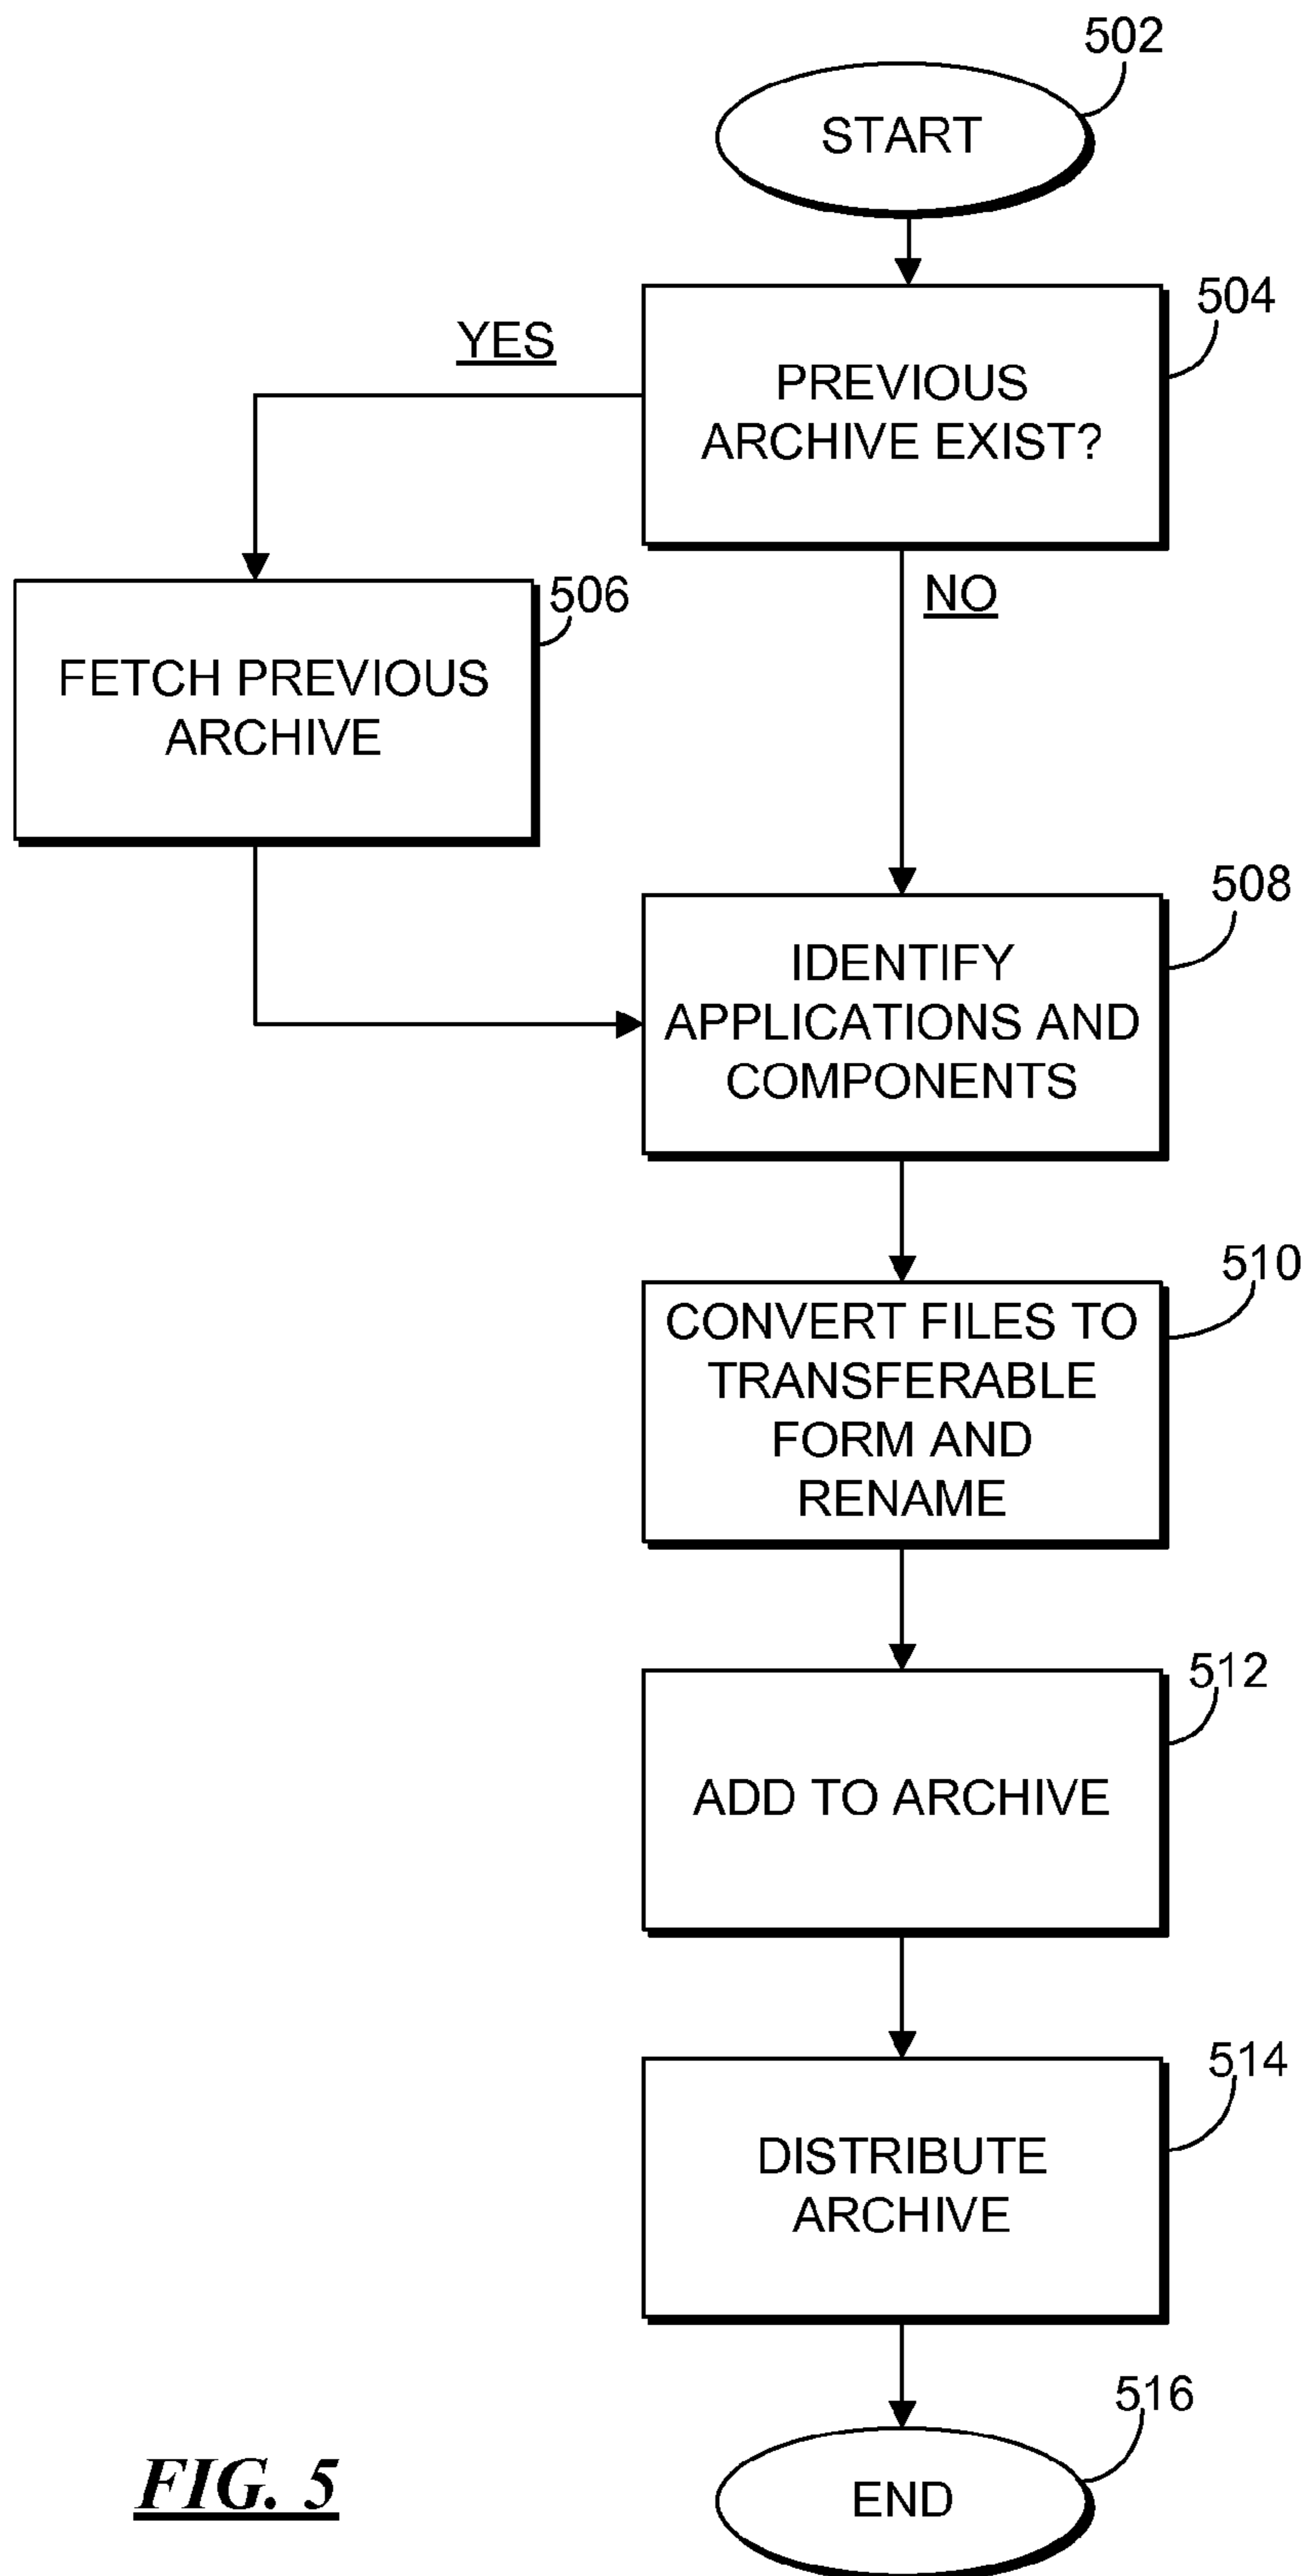 502
START
504
YES
PREVIOUS
ARCHIVE EXIST?
506
NO
FETCH PREVIOUS
ARCHIVE
508
IDENTIFY
APPLICATIONS AND
COMPONENTS
510
CONVERT FILES TO
TRANSFERABLE
FORM AND
RENAME
512
ADD TO ARCHIVE
514
DISTRIBUTE
ARCHIVE
516
END
FIG. 5